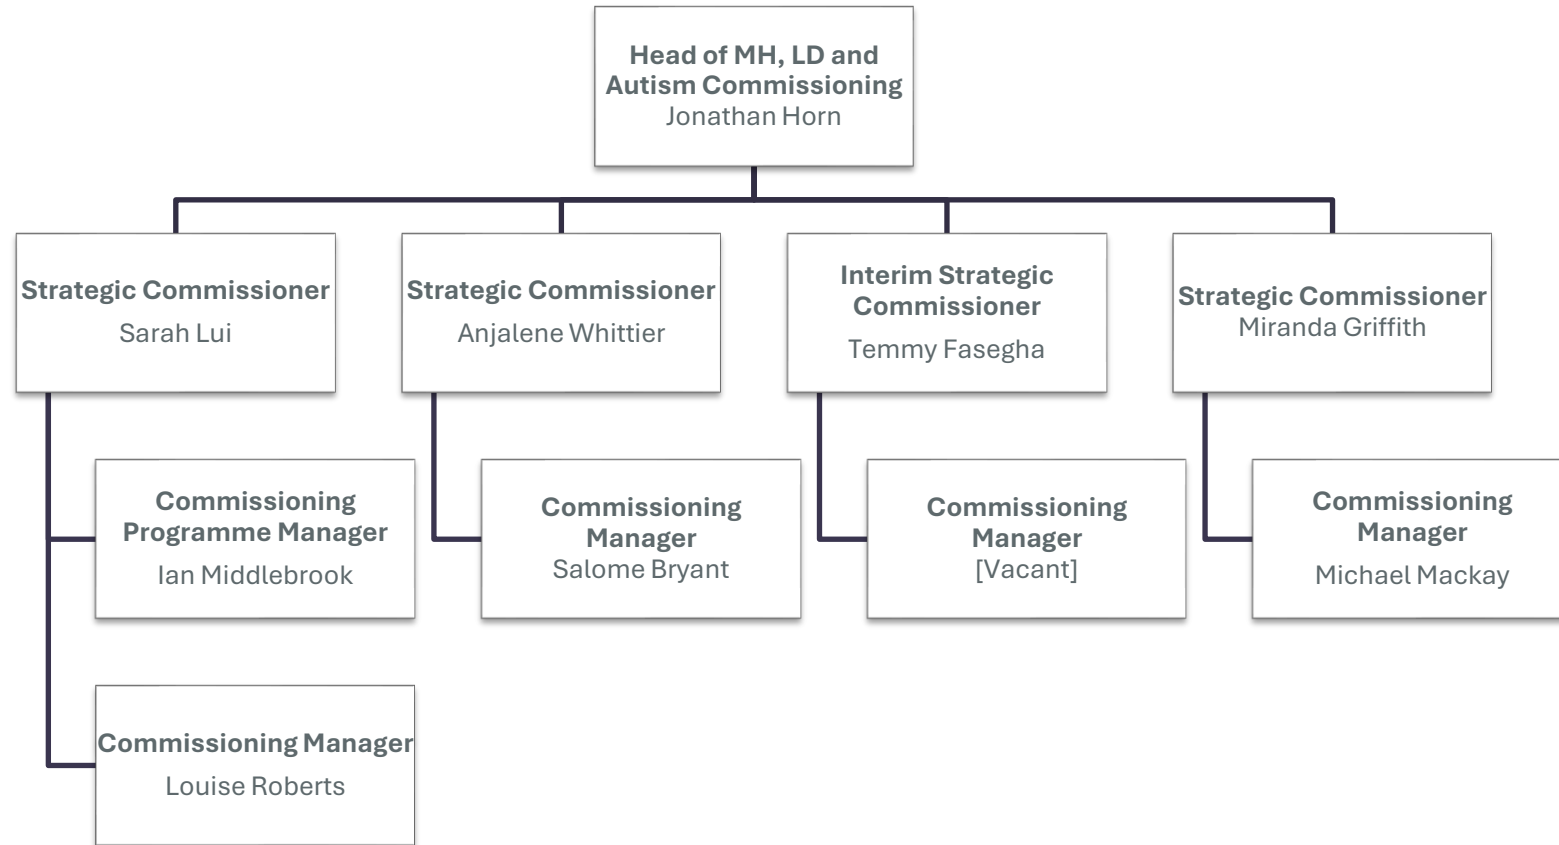 Head of MH, LD and
Autism Commissioning
Jonathan Horn
Strategic Commissioner
Sarah Lui
Strategic Commissioner
Anjalene Whittier
Interim Strategic
Commissioner
Temmy Fasegha
Strategic Commissioner
Miranda Griffith
Commissioning
Programme Manager
Ian Middlebrook
Commissioning
Manager
Salome Bryant
Commissioning
Manager
[Vacant]
Commissioning
Manager
Michael Mackay
Commissioning Manager
Louise Roberts